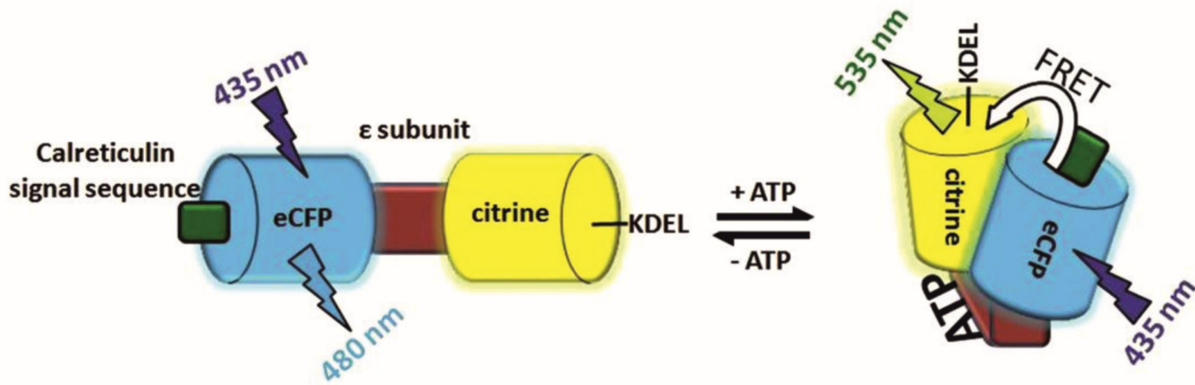 435 nm
ε subunit
Calreticulin
signal sequence
eCFP
citrine
KDEL
480 nm
+ ATP
- ATP
535 nm
KDEL
FRET
citrine
eCFP
ATP
435 nm